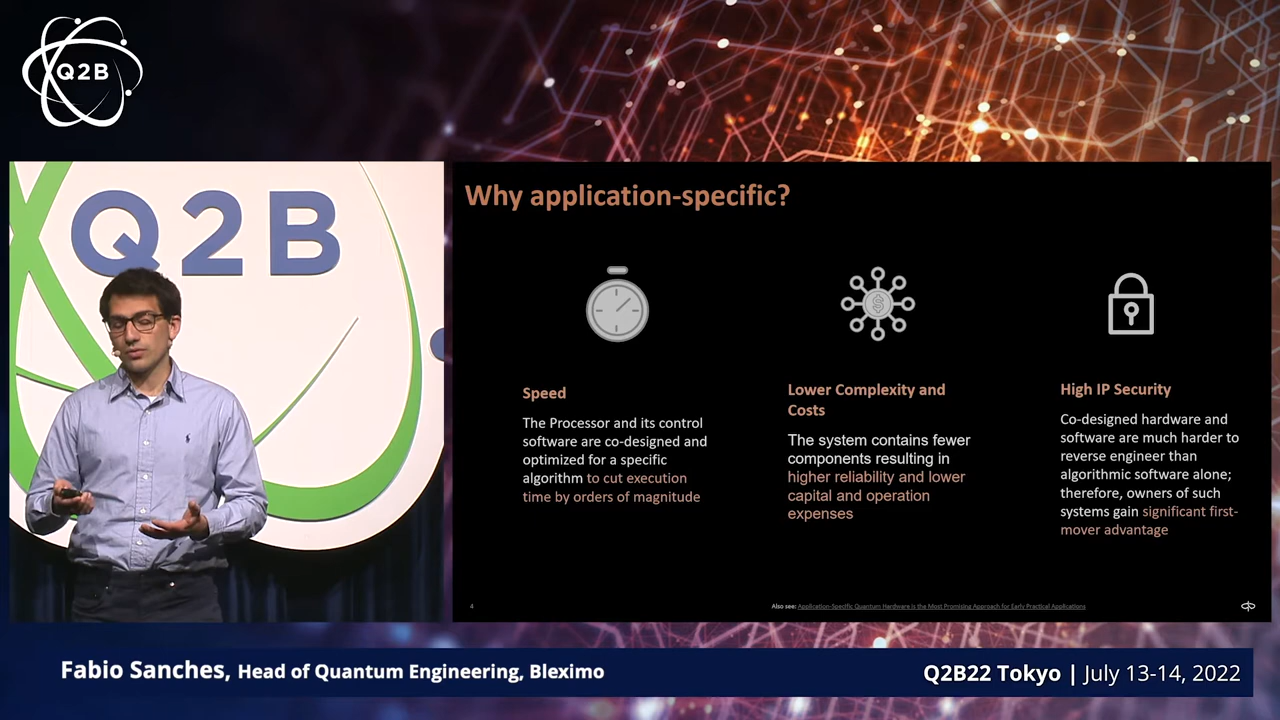 Q2B
Q2B
Why application-specific?
Speed
The Processor and its control
software are co-designed and
optimized for a specific
algorithm to cut execution
time by orders of magnitude
Lower Complexity and
Costs
The system contains fewer
components resulting in
higher reliability and lower
capital and operation
expenses
High IP Security
Co-designed hardware and
software are much harder to
reverse engineer than
algorithmic software alone;
therefore, owners of such
systems gain significant first-
mover advantage
4
Also see: Application-Specific Quantum Hardware is the Most Promising Approach for Early Practical Applications
Fabio Sanches, Head of Quantum Engineering, Bleximo
Q2B22 Tokyo | July 13-14, 2022